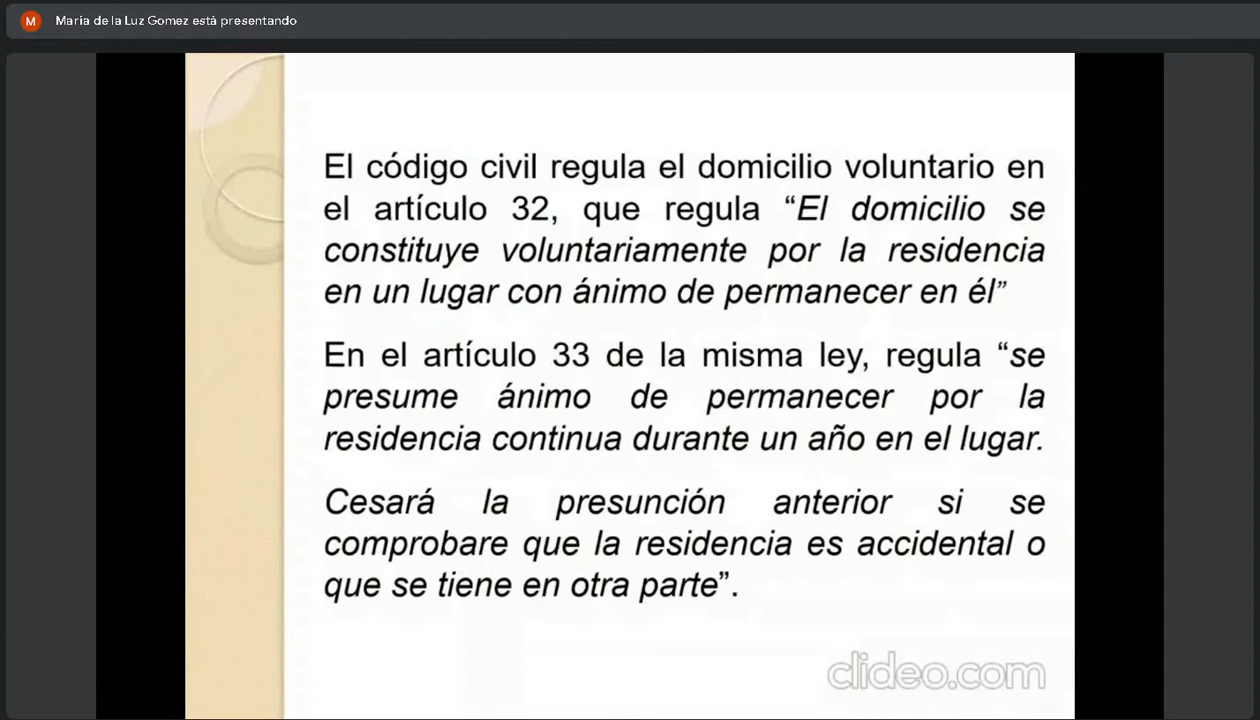 M
Maria de la Luz Gomez está presentando
El código civil regula el domicilio voluntario en
el artículo 32, que regula “El domicilio se
constituye voluntariamente por la residencia
en un lugar con ánimo de permanecer en él”
En el artículo 33 de la misma ley, regula “se
presume ánimo de permanecer por la
residencia continua durante un año en el lugar.
Cesará la presunción anterior si se
comprobare que la residencia es accidental o
que se tiene en otra parte”.
clideo.com